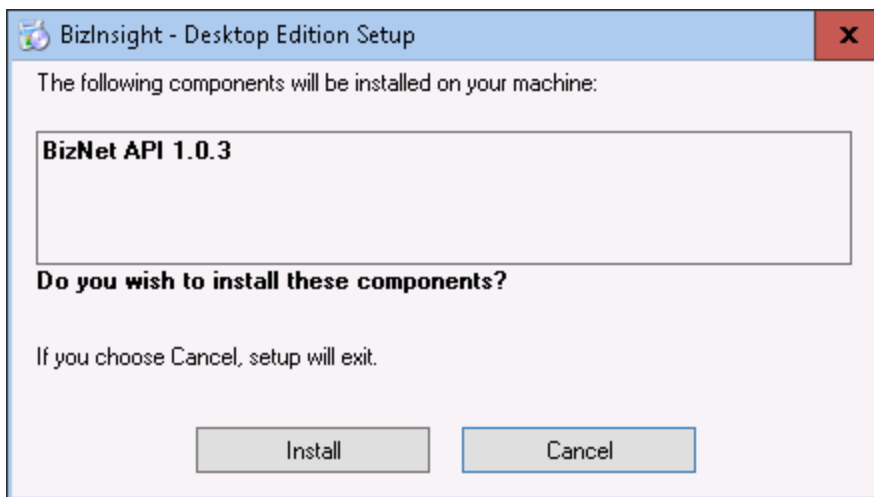 BizInsight - Desktop Edition Setup
The following components will be installed on your machine:
BizNet API 1.0.3
Do you wish to install these components?
If you choose Cancel, setup will exit.
Install
Cancel